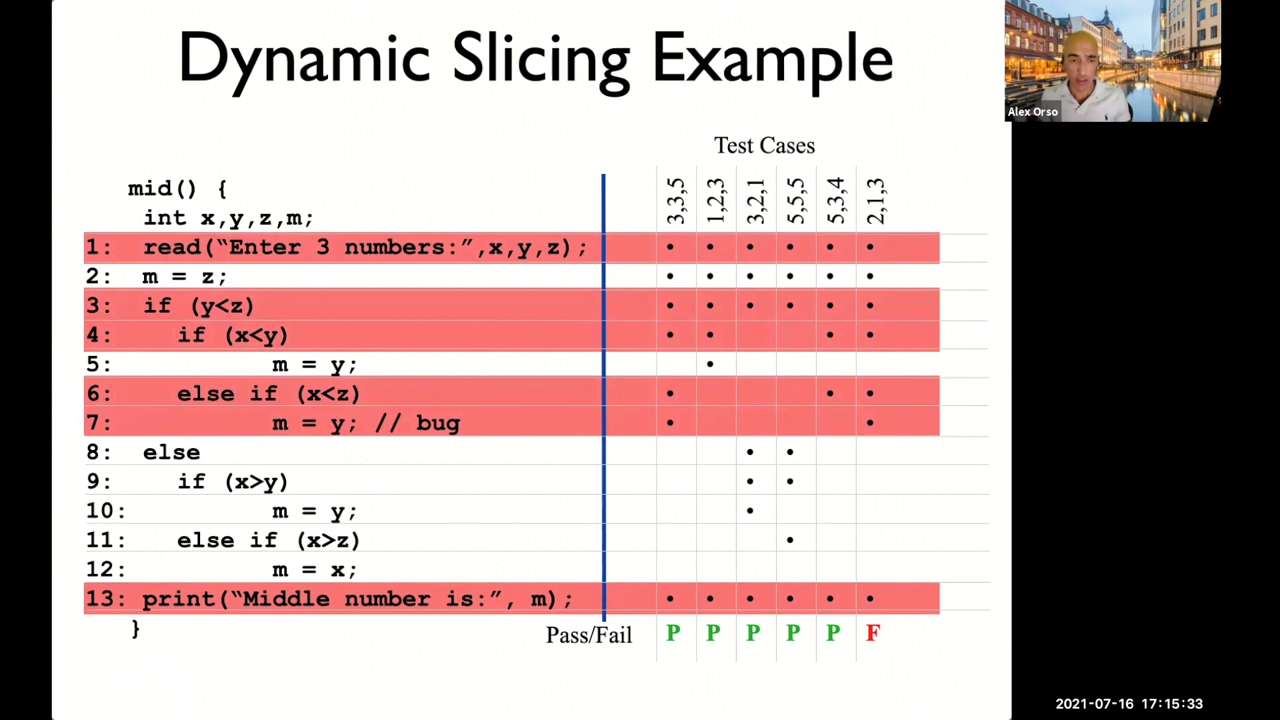 Dynamic Slicing Example
Alex Orso
Test Cases
3,3,5 1,2,3 3,2,1 5,5,5 5,3,4 2,1,3
mid() {
int x,y,z,m;
1: read(“Enter 3 numbers:”,x,y,z); • • • • • •
2: m = z; • • • • • •
3: if (y<z) • • • • • •
4: if (x<y) • • • •
5: m = y; •
6: else if (x<z) • • •
7: m = y; // bug • •
8: else • •
9: if (x>y) • •
10: m = y; •
11: else if (x>z) •
12: m = x;
13: print(“Middle number is:”, m); • • • • • •
}
Pass/Fail P P P P P F
2021-07-16 17:15:33